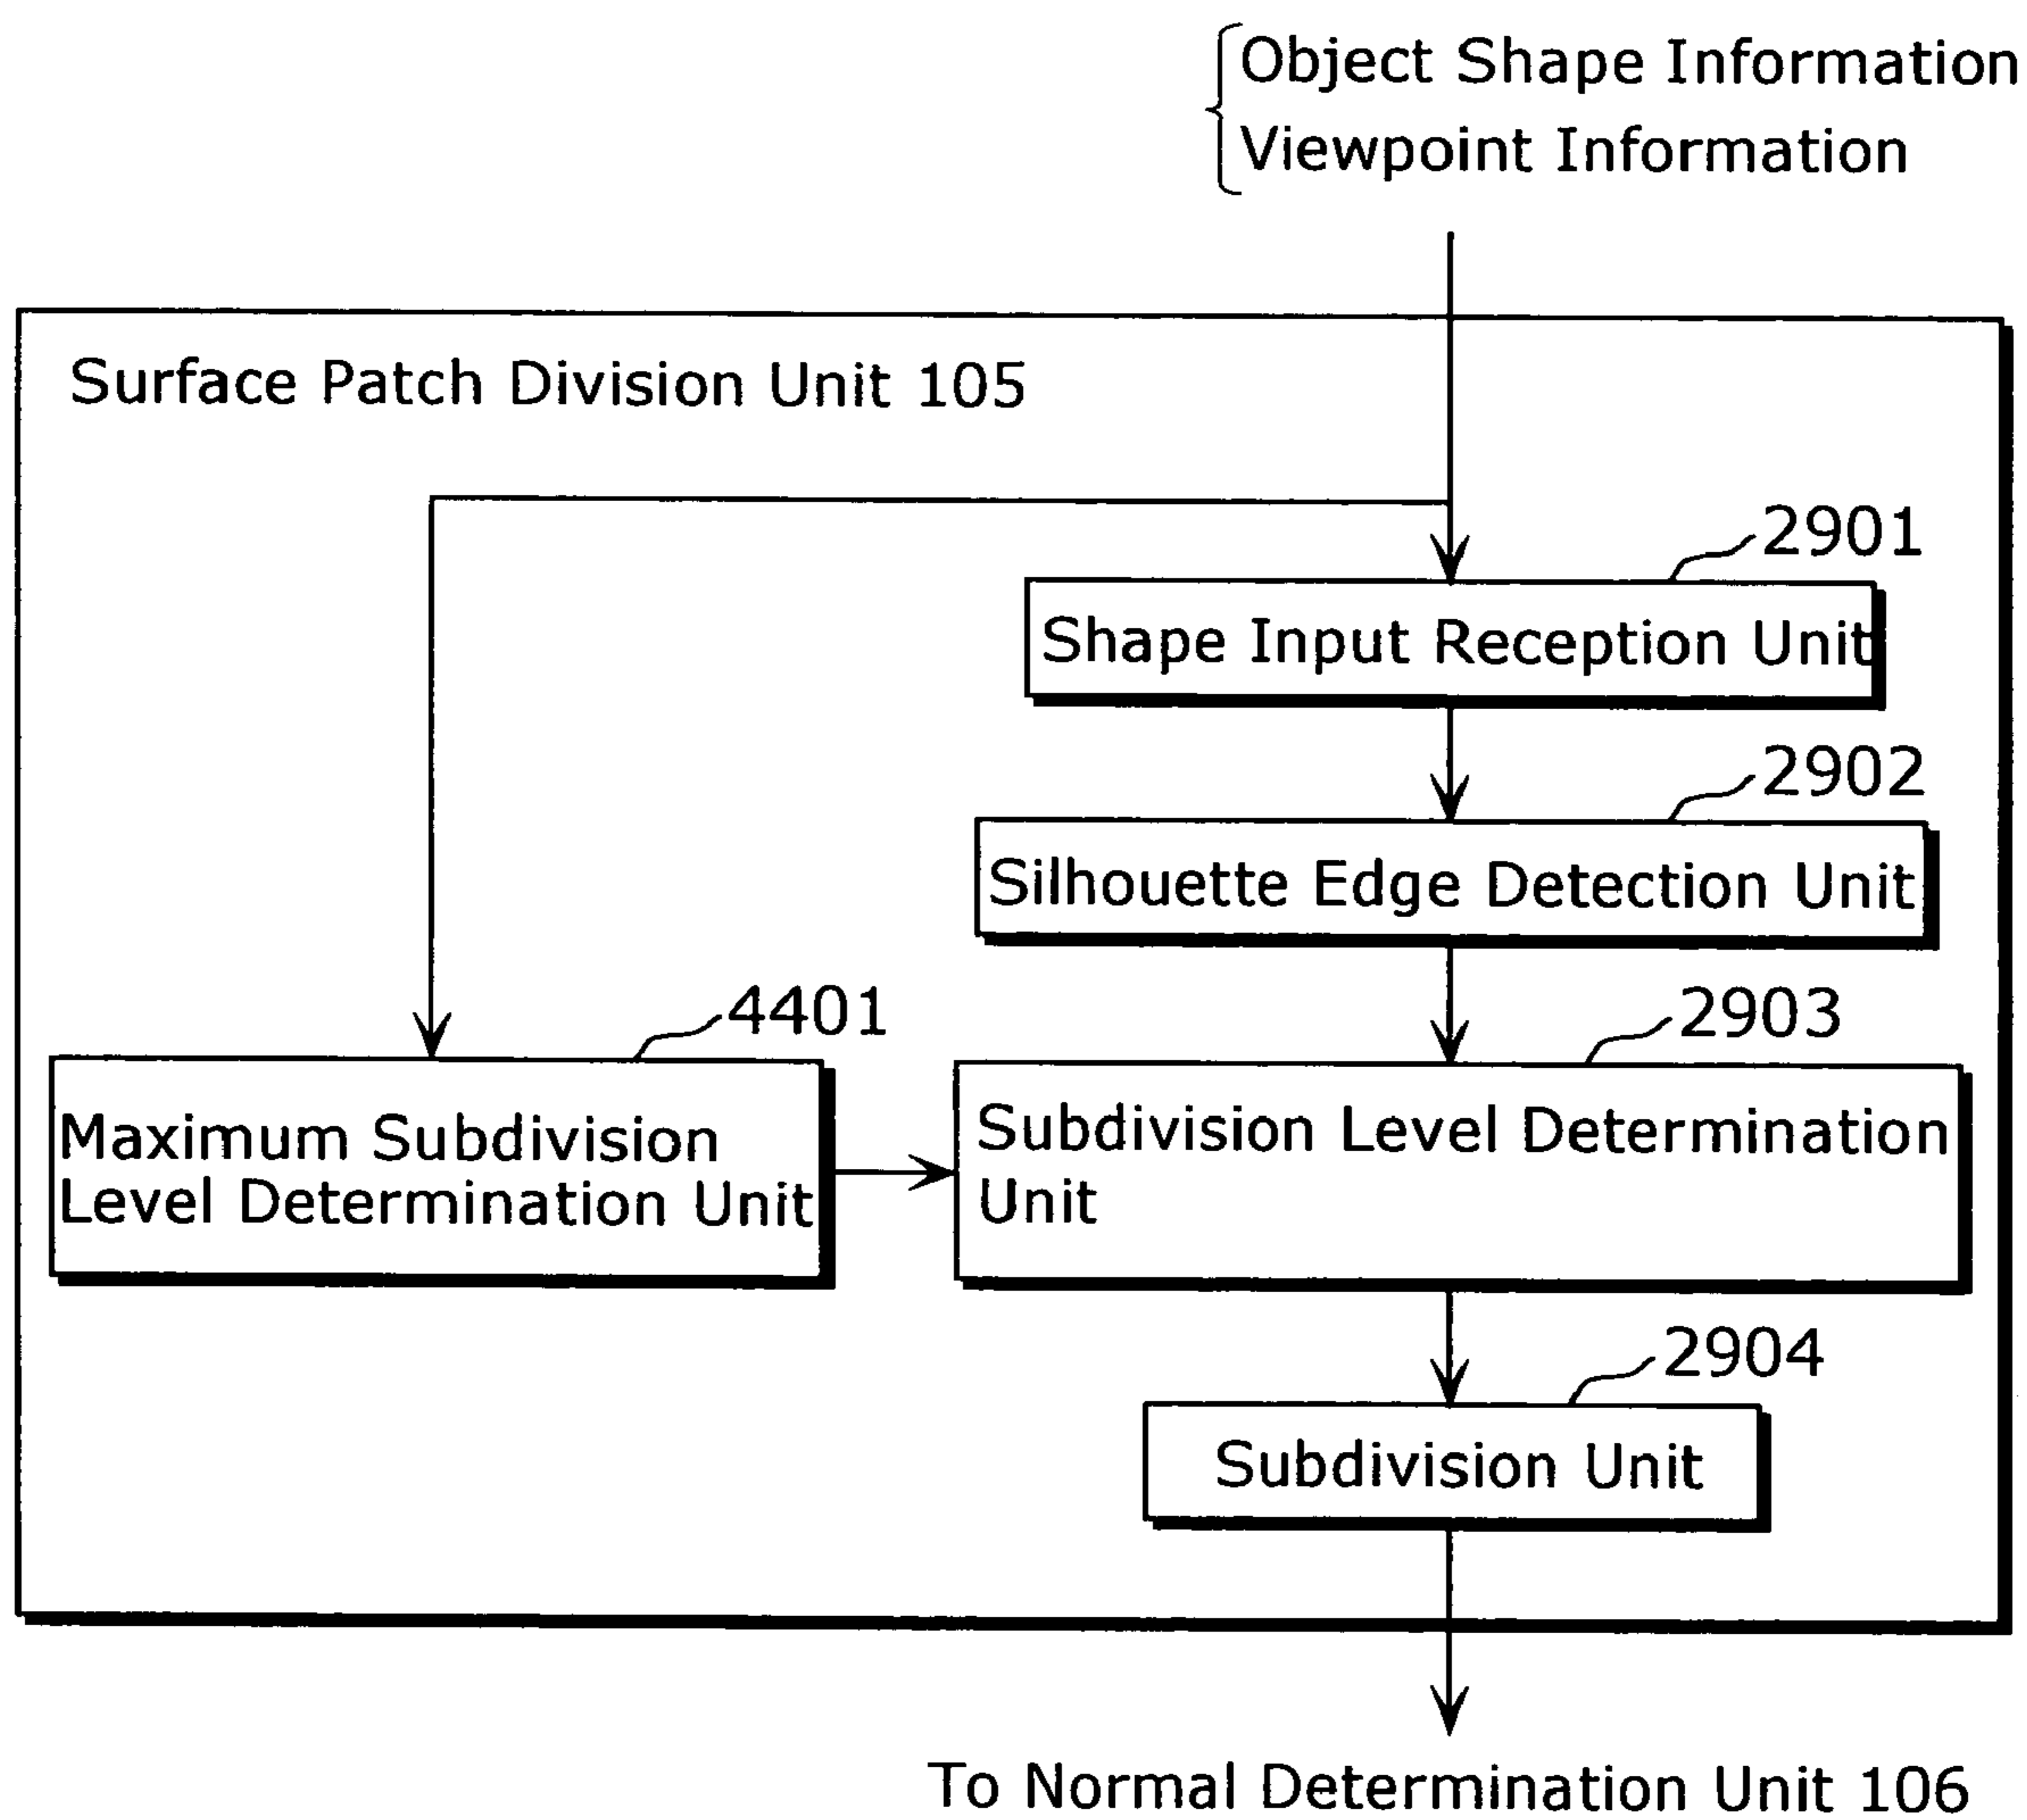 Object Shape Information
Viewpoint Information
Surface Patch Division Unit 105
2901
Shape Input Reception Unit
2902
Silhouette Edge Detection Unit
4401
2903
Maximum Subdivision
Level Determination Unit
Subdivision Level Determination
Unit
2904
Subdivision Unit
To Normal Determination Unit 106